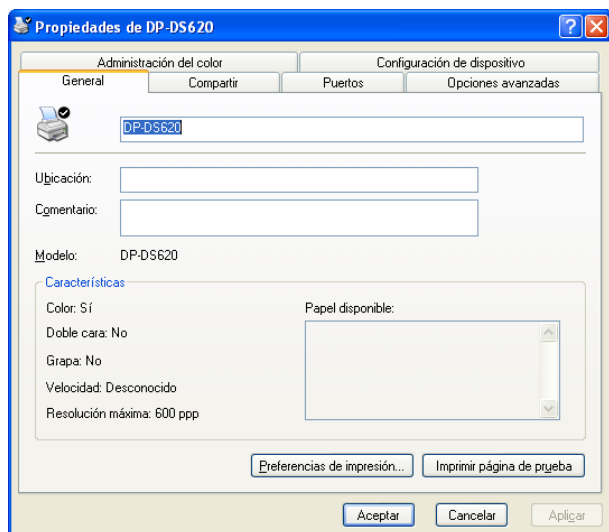 Propiedades de DP-DS620
Administración del color Configuración de dispositivo
General Compartir Puertos Opciones avanzadas
DP-DS620
Ubicación:
Comentario:
Modelo: DP-DS620
Características
Color: Sí Papel disponible:
Doble cara: No
Grapa: No
Velocidad: Desconocido
Resolución máxima: 600 ppp
Preferencias de impresión... Imprimir página de prueba
Aceptar Cancelar Aplicar